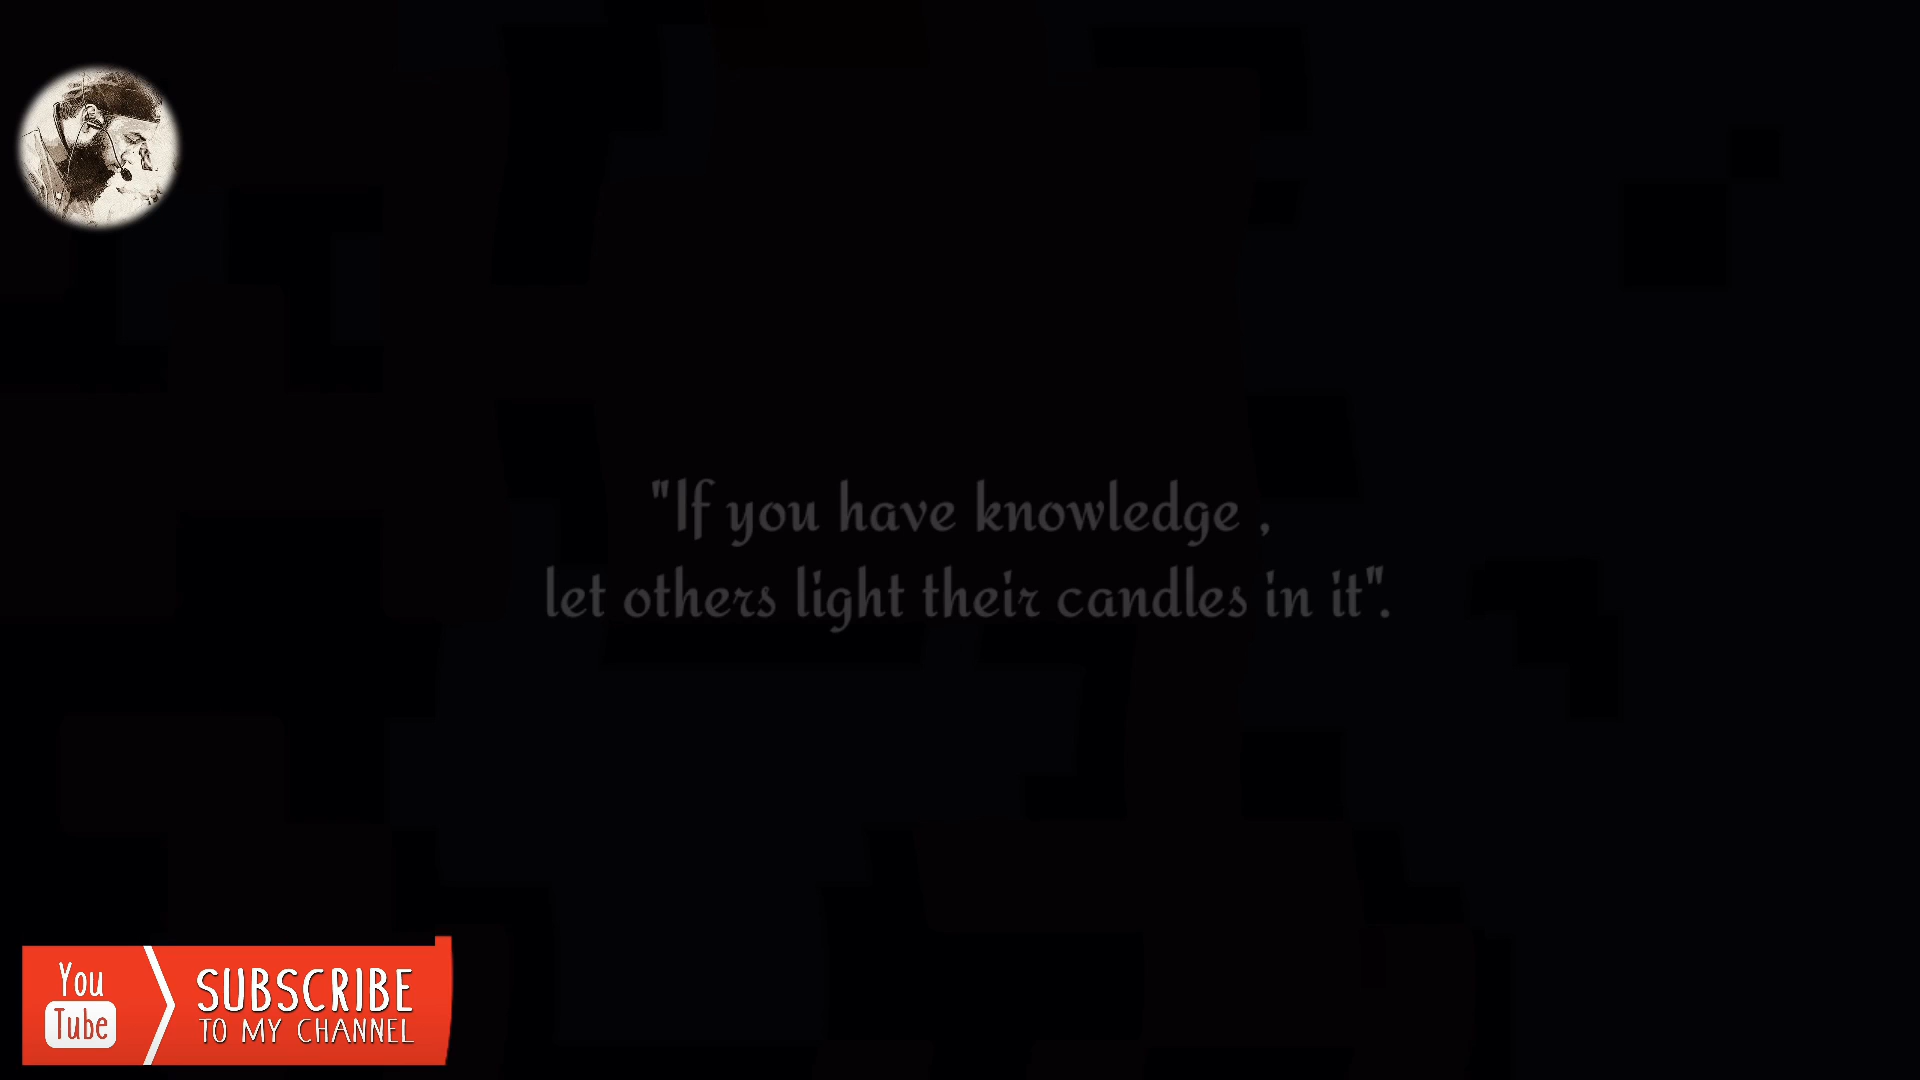 "If you have knowledge ,
let others light their candles in it".
You
Tube
SUBSCRIBE
TO MY CHANNEL